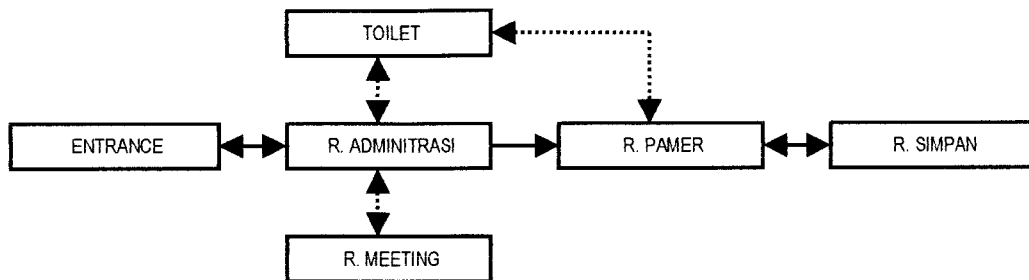 TOILET
ENTRANCE
R. ADMINITRASI
R. PAMER
R. SIMPAN
R. MEETING